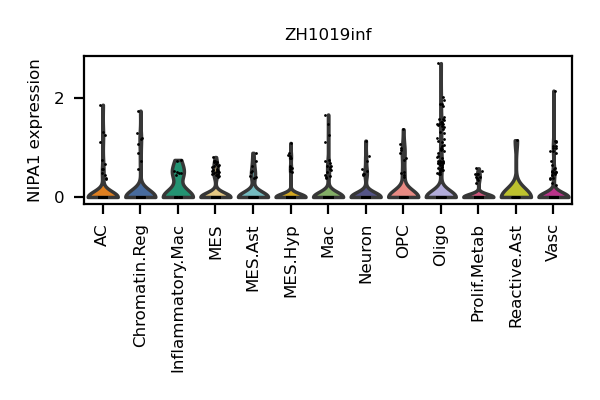 ZH1019inf
NIPA1 expression
2
0
AC
Chromatin.Reg
Inflammatory.Mac
MES
MES.Ast
MES.Hyp
Mac
Neuron
OPC
Oligo
Prolif.Metab
Reactive.Ast
Vasc